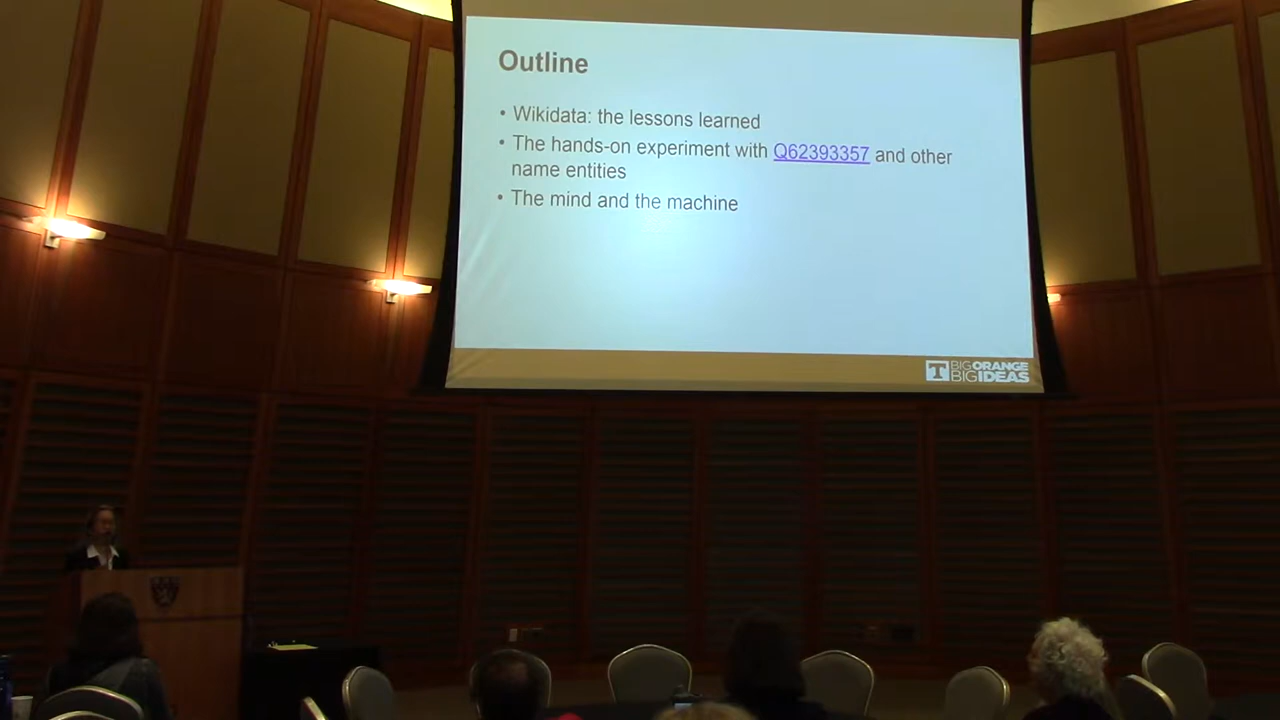 Outline
• Wikidata: the lessons learned
• The hands-on experiment with Q62393357 and other
name entities
• The mind and the machine
T BIG ORANGE
BIG IDEAS